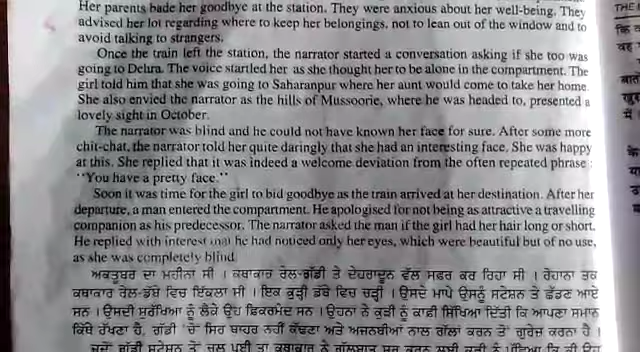 Her parents bade her goodbye at the station. They were anxious about her well-being. They
advised her lot regarding where to keep her belongings, not to lean out of the window and to
avoid talking to strangers.
Once the train left the station, the narrator started a conversation asking if she too was
going to Dehra. The voice startled her as she thought her to be alone in the compartment. The
girl told him that she was going to Saharanpur where her aunt would come to take her home.
She also envied the narrator as the hills of Mussoorie, where he was headed to, presented a
lovely sight in October.
The narrator was blind and he could not have known her face for sure. After some more
chit-chat, the narrator told her quite daringly that she had an interesting face. She was happy
at this. She replied that it was indeed a welcome deviation from the often repeated phrase :
"You have a pretty face."
Soon it was time for the girl to bid goodbye as the train arrived at her destination. After her
departure, a man entered the compartment. He apologised for not being as attractive a travelling
companion as his predecessor. The narrator asked the man if the girl had her hair long or short.
He replied with interest that he had noticed only her eyes, which were beautiful but of no use,
as she was completely blind.
ਅਕਤੂਬਰ ਦਾ ਮਹੀਨਾ ਸੀ । ਕਥਾਕਾਰ ਰੇਲ-ਗੱਡੀ ਤੇ ਦੇਹਰਾਦੂਨ ਵੱਲ ਸਫ਼ਰ ਕਰ ਰਿਹਾ ਸੀ । ਰੋਹਾਨਾ ਤਕ
ਕਥਾਕਾਰ ਰੇਲ-ਡੱਬੇ ਵਿਚ ਇਕੱਲਾ ਸੀ । ਇਕ ਕੁੜੀ ਡੱਬੇ ਵਿਚ ਚੜ੍ਹੀ । ਉਸਦੇ ਮਾਪੇ ਉਸਨੂੰ ਸਟੇਸ਼ਨ ਤੇ ਛੱਡਣ ਆਏ
ਸਨ । ਉਸਦੀ ਸੁਰੱਖਿਆ ਨੂੰ ਲੈਕੇ ਉਹ ਫਿਕਰਮੰਦ ਸਨ । ਉਹਨਾਂ ਨੇ ਕੁੜੀ ਨੂੰ ਕਾਫ਼ੀ ਸਿੱਖਿਆ ਦਿੱਤੀ ਕਿ ਆਪਣਾ ਸਮਾਨ
ਕਿੱਥੇ ਰੱਖਣਾ ਹੈ, ਗੱਡੀ 'ਚੋਂ ਸਿਰ ਬਾਹਰ ਨਹੀਂ ਕੱਢਣਾ ਅਤੇ ਅਜਨਬੀਆਂ ਨਾਲ ਗੱਲਾਂ ਕਰਨ ਤੋਂ ਗੁਰੇਜ਼ ਕਰਨਾ ਹੈ ।
THE